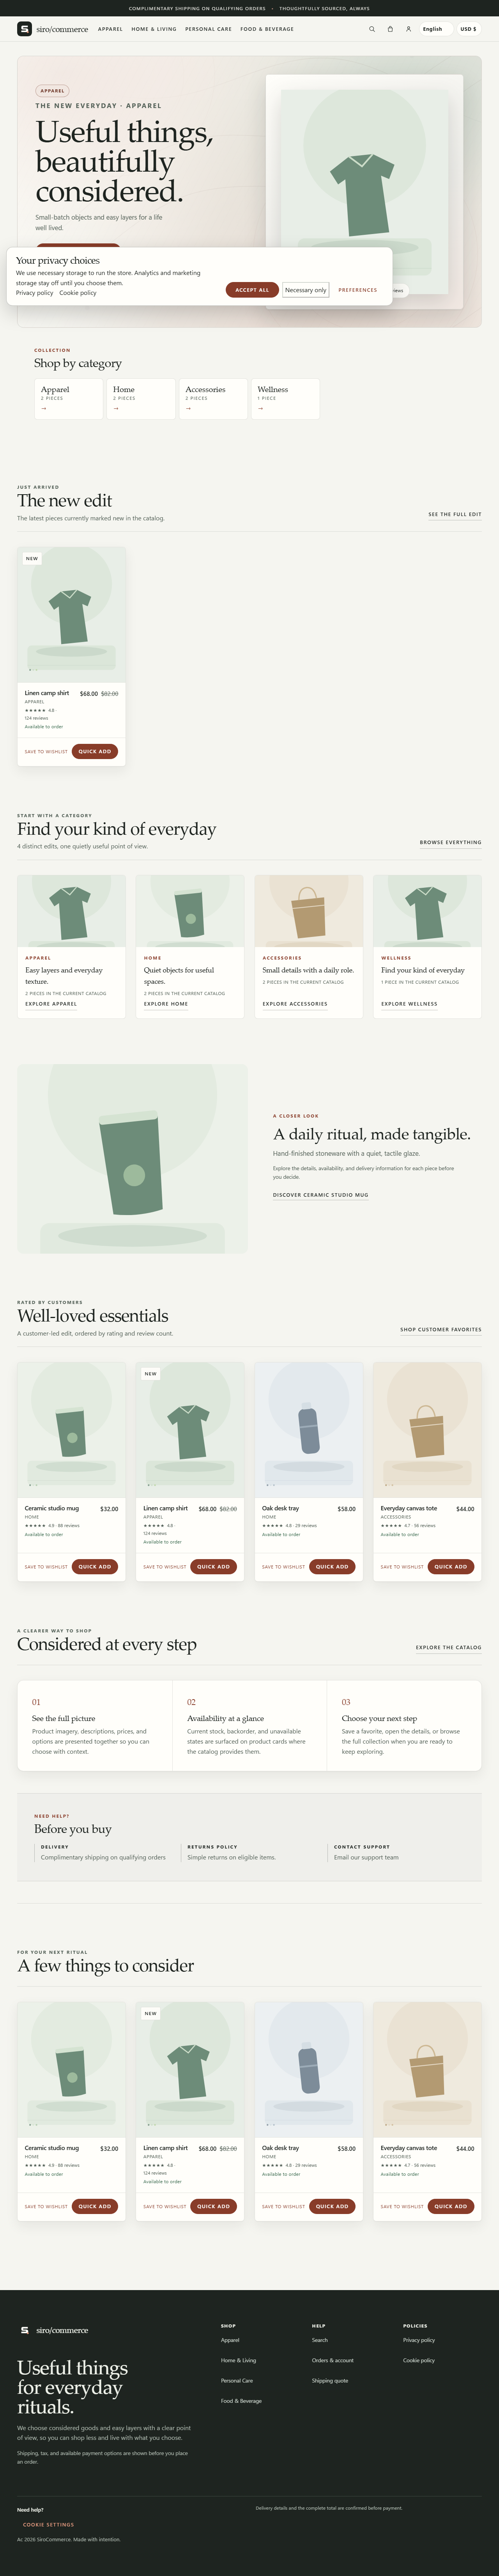 COMPLIMENTARY SHIPPING ON QUALIFYING ORDERS • THOUGHTFULLY SOURCED, ALWAYS
siro/commerce APPAREL HOME & LIVING PERSONAL CARE FOOD & BEVERAGE English USD $
APPAREL
THE NEW EVERYDAY · APPAREL
Useful things,
beautifully
considered.
Small-batch objects and easy layers for a life
well lived.
Your privacy choices
We use necessary storage to run the store. Analytics and marketing
storage stay off until you choose them.
Privacy policy Cookie policy
ACCEPT ALL Necessary only PREFERENCES
COLLECTION
Shop by category
Apparel Home Accessories Wellness
2 PIECES 2 PIECES 2 PIECES 1 PIECE
→ → → →
JUST ARRIVED
The new edit
The latest pieces currently marked new in the catalog.
SEE THE FULL EDIT
NEW
Linen camp shirt $68.00 $82.00
APPAREL
★★★★★ 4.8 ·
124 reviews
Available to order
SAVE TO WISHLIST QUICK ADD
START WITH A CATEGORY
Find your kind of everyday
4 distinct edits, one quietly useful point of view.
BROWSE EVERYTHING
APPAREL
Easy layers and everyday
texture.
2 PIECES IN THE CURRENT CATALOG
EXPLORE APPAREL
HOME
Quiet objects for useful
spaces.
2 PIECES IN THE CURRENT CATALOG
EXPLORE HOME
ACCESSORIES
Small details with a daily role.
2 PIECES IN THE CURRENT CATALOG
EXPLORE ACCESSORIES
WELLNESS
Find your kind of everyday
1 PIECE IN THE CURRENT CATALOG
EXPLORE WELLNESS
A CLOSER LOOK
A daily ritual, made tangible.
Hand-finished stoneware with a quiet, tactile glaze.
Explore the details, availability, and delivery information for each piece before
you decide.
DISCOVER CERAMIC STUDIO MUG
RATED BY CUSTOMERS
Well-loved essentials
A customer-led edit, ordered by rating and review count.
SHOP CUSTOMER FAVORITES
Ceramic studio mug $32.00
HOME
★★★★★ 4.9 · 88 reviews
Available to order
SAVE TO WISHLIST QUICK ADD
NEW
Linen camp shirt $68.00 $82.00
APPAREL
★★★★★ 4.8 ·
124 reviews
Available to order
SAVE TO WISHLIST QUICK ADD
Oak desk tray $58.00
HOME
★★★★★ 4.8 · 29 reviews
Available to order
SAVE TO WISHLIST QUICK ADD
Everyday canvas tote $44.00
ACCESSORIES
★★★★★ 4.7 · 56 reviews
Available to order
SAVE TO WISHLIST QUICK ADD
A CLEARER WAY TO SHOP
Considered at every step
EXPLORE THE CATALOG
01
See the full picture
Product imagery, descriptions, prices, and
options are presented together so you can
choose with context.
02
Availability at a glance
Current stock, backorder, and unavailable
states are surfaced on product cards where
the catalog provides them.
03
Choose your next step
Save a favorite, open the details, or browse
the full collection when you are ready to
keep exploring.
NEED HELP?
Before you buy
DELIVERY
Complimentary shipping on qualifying orders
RETURNS POLICY
Simple returns on eligible items.
CONTACT SUPPORT
Email our support team
FOR YOUR NEXT RITUAL
A few things to consider
Ceramic studio mug $32.00
HOME
★★★★★ 4.9 · 88 reviews
Available to order
SAVE TO WISHLIST QUICK ADD
NEW
Linen camp shirt $68.00 $82.00
APPAREL
★★★★★ 4.8 ·
124 reviews
Available to order
SAVE TO WISHLIST QUICK ADD
Oak desk tray $58.00
HOME
★★★★★ 4.8 · 29 reviews
Available to order
SAVE TO WISHLIST QUICK ADD
Everyday canvas tote $44.00
ACCESSORIES
★★★★★ 4.7 · 56 reviews
Available to order
SAVE TO WISHLIST QUICK ADD
siro/commerce
Useful things
for everyday
rituals.
We choose considered goods and easy layers with a clear point
of view, so you can shop less and live with what you choose.
Shipping, tax, and available payment options are shown before you place
an order.
SHOP
Apparel
Home & Living
Personal Care
Food & Beverage
HELP
Search
Orders & account
Shipping quote
POLICIES
Privacy policy
Cookie policy
Need help?
COOKIE SETTINGS
Delivery details and the complete total are confirmed before payment.
2026 SiroCommerce. Made with intention.